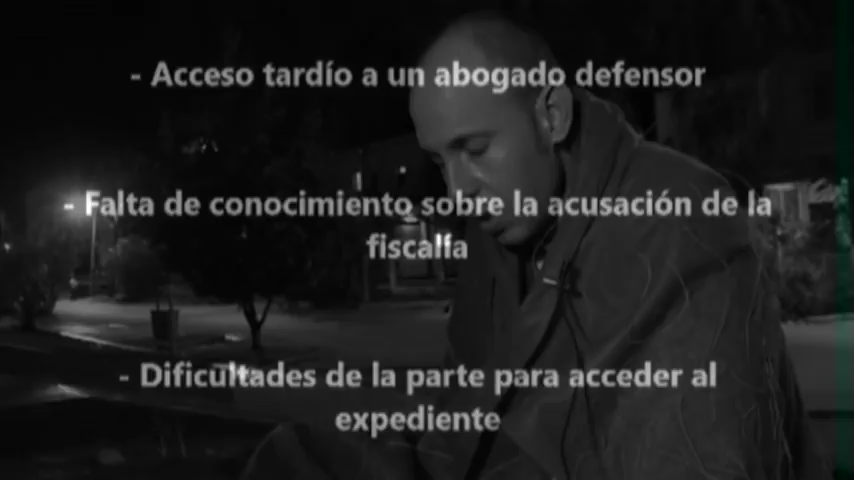 - Acceso tardío a un abogado defensor
- Falta de conocimiento sobre la acusación de la
fiscalía
- Dificultades de la parte para acceder al
expediente